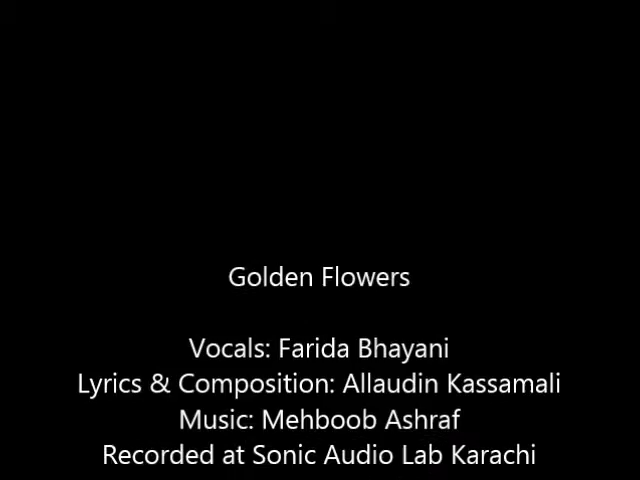 Golden Flowers
Vocals: Farida Bhayani
Lyrics & Composition: Allaudin Kassamali
Music: Mehboob Ashraf
Recorded at Sonic Audio Lab Karachi